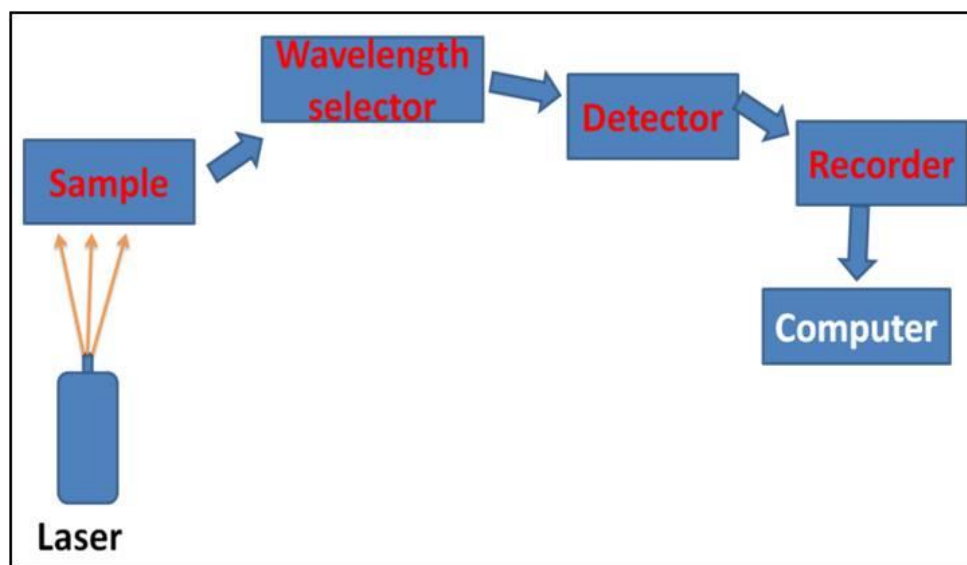 Wavelength
selector
Detector
Sample
Recorder
Computer
Laser